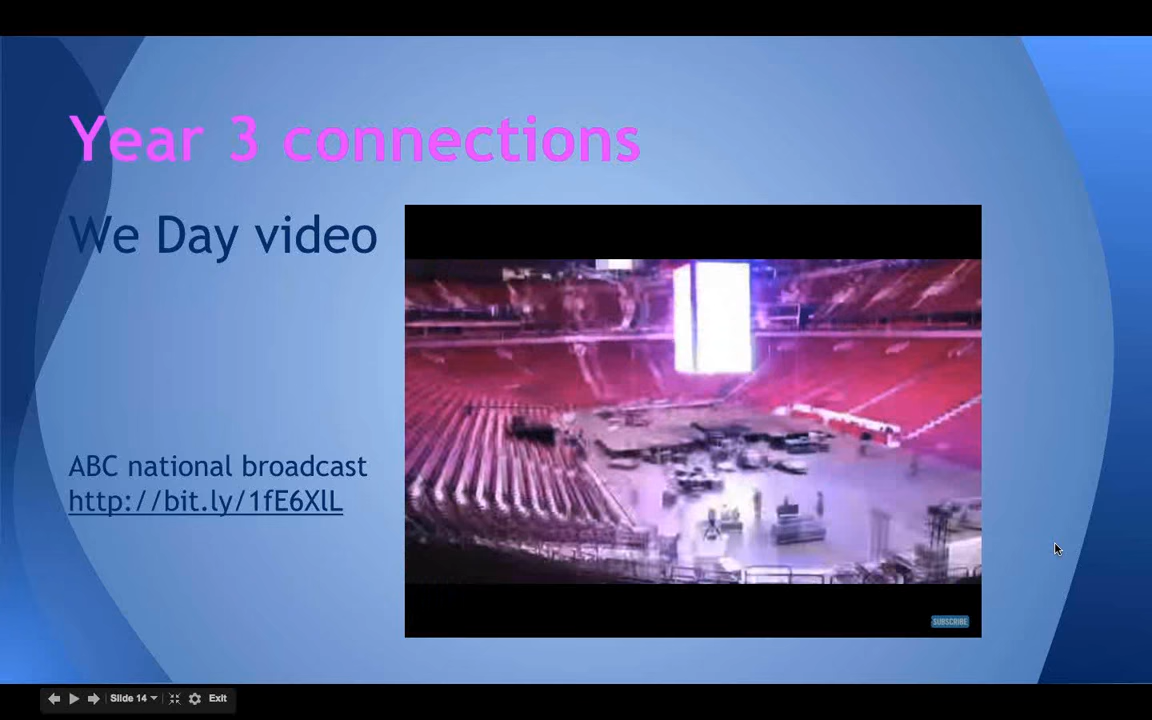 Year 3 connections
We Day video
ABC national broadcast
http://bit.ly/1fE6XlL
SUBSCRIBE
Slide 14
Exit